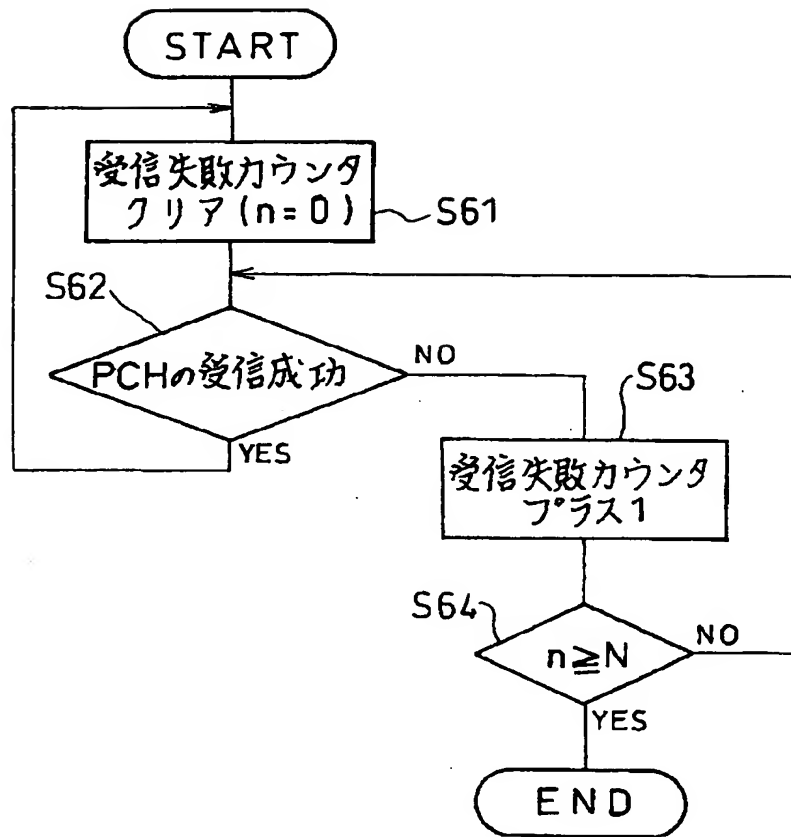 START
受信失敗カウンタ
クリア(n=0)
S61
S62
PCHの受信成功
NO
YES
S63
受信失敗カウンタ
プラス1
S64
n≧N
NO
YES
END